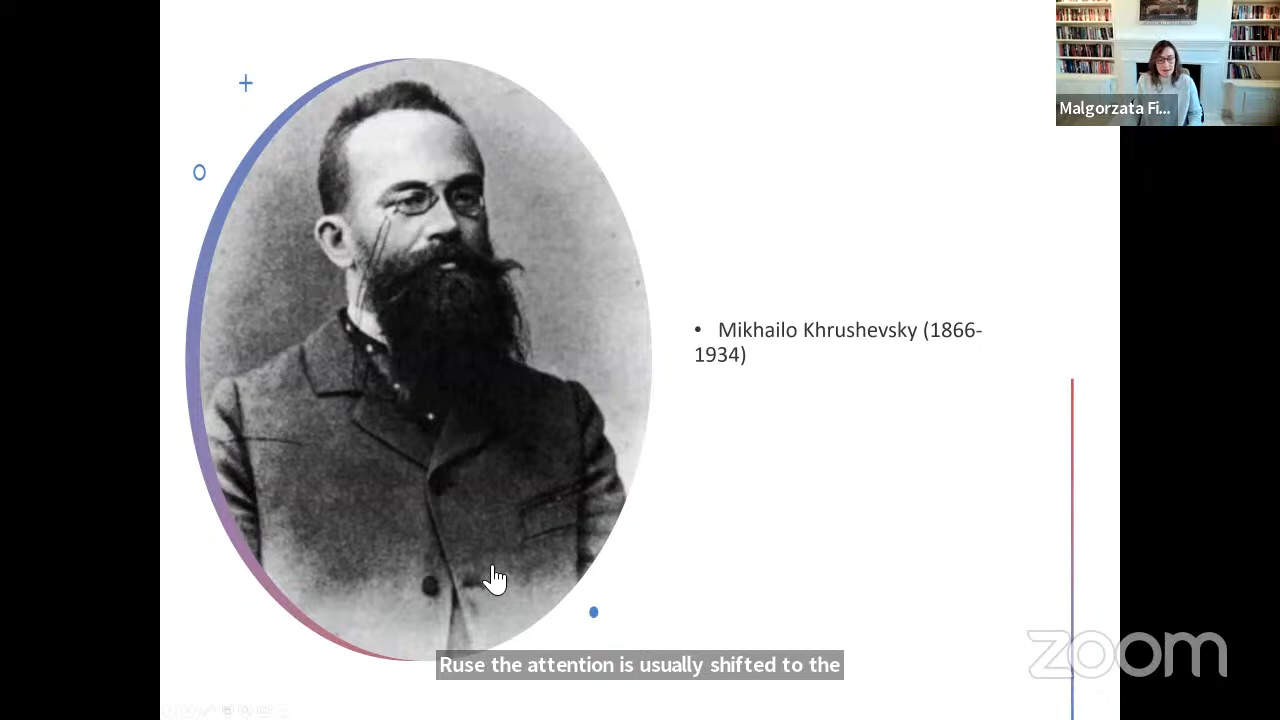 Malgorzata Fi...
• Mikhailo Khrushevsky (1866-
1934)
Ruse the attention is usually shifted to the
zoom